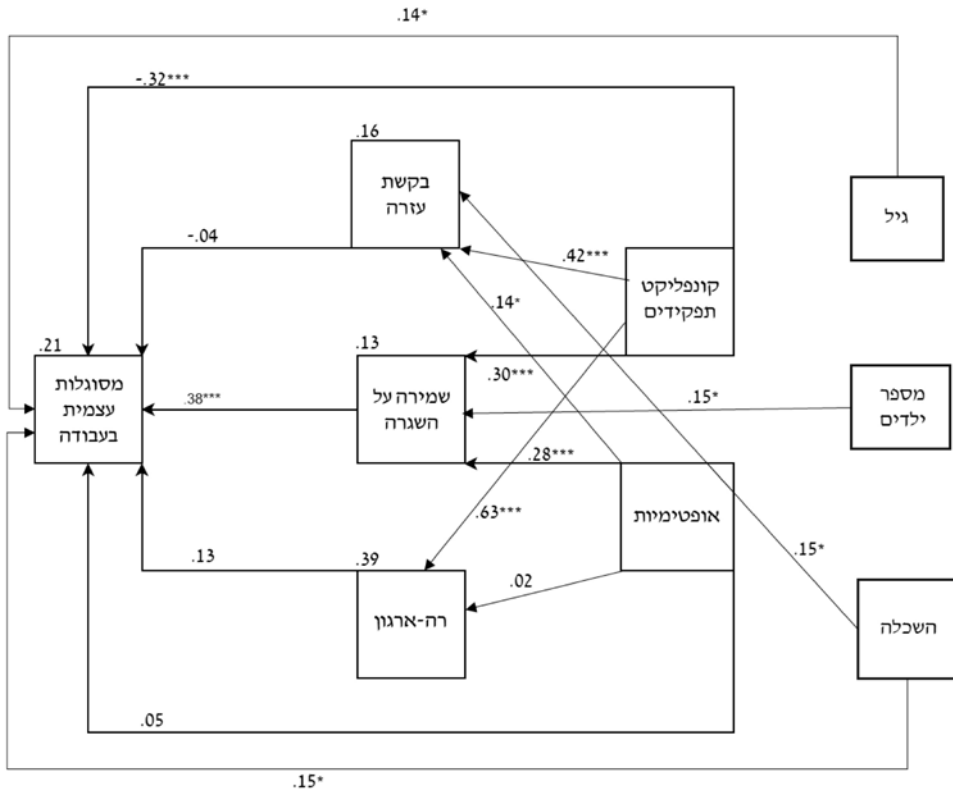 .14*
-.32***
.16
בקשת
עזרה
גיל
-.04
.42***
קונפליקט
תפקידים
.14*
.21
מסוגלות
עצמית
בעבודה
.13
שמירה על
השגרה
.30***
.38***
.15*
מספר
ילדים
.28***
אופטימיות
.63***
.15*
.13
.39
רה-ארגון
.02
השכלה
.05
.15*